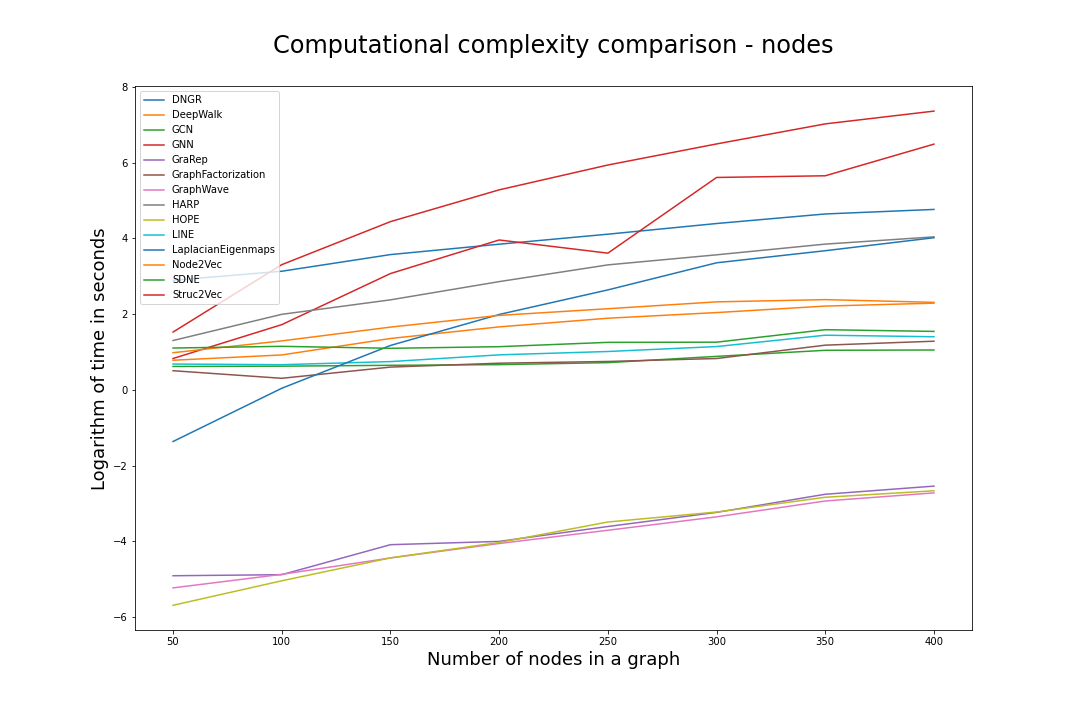 Computational complexity comparison - nodes
8
6
4
2
0
−2
−4
−6
Logarithm of time in seconds
DNGR
DeepWalk
GCN
GNN
GraRep
GraphFactorization
GraphWave
HARP
HOPE
LINE
LaplacianEigenmaps
Node2Vec
SDNE
Struc2Vec
50 100 150 200 250 300 350 400
Number of nodes in a graph